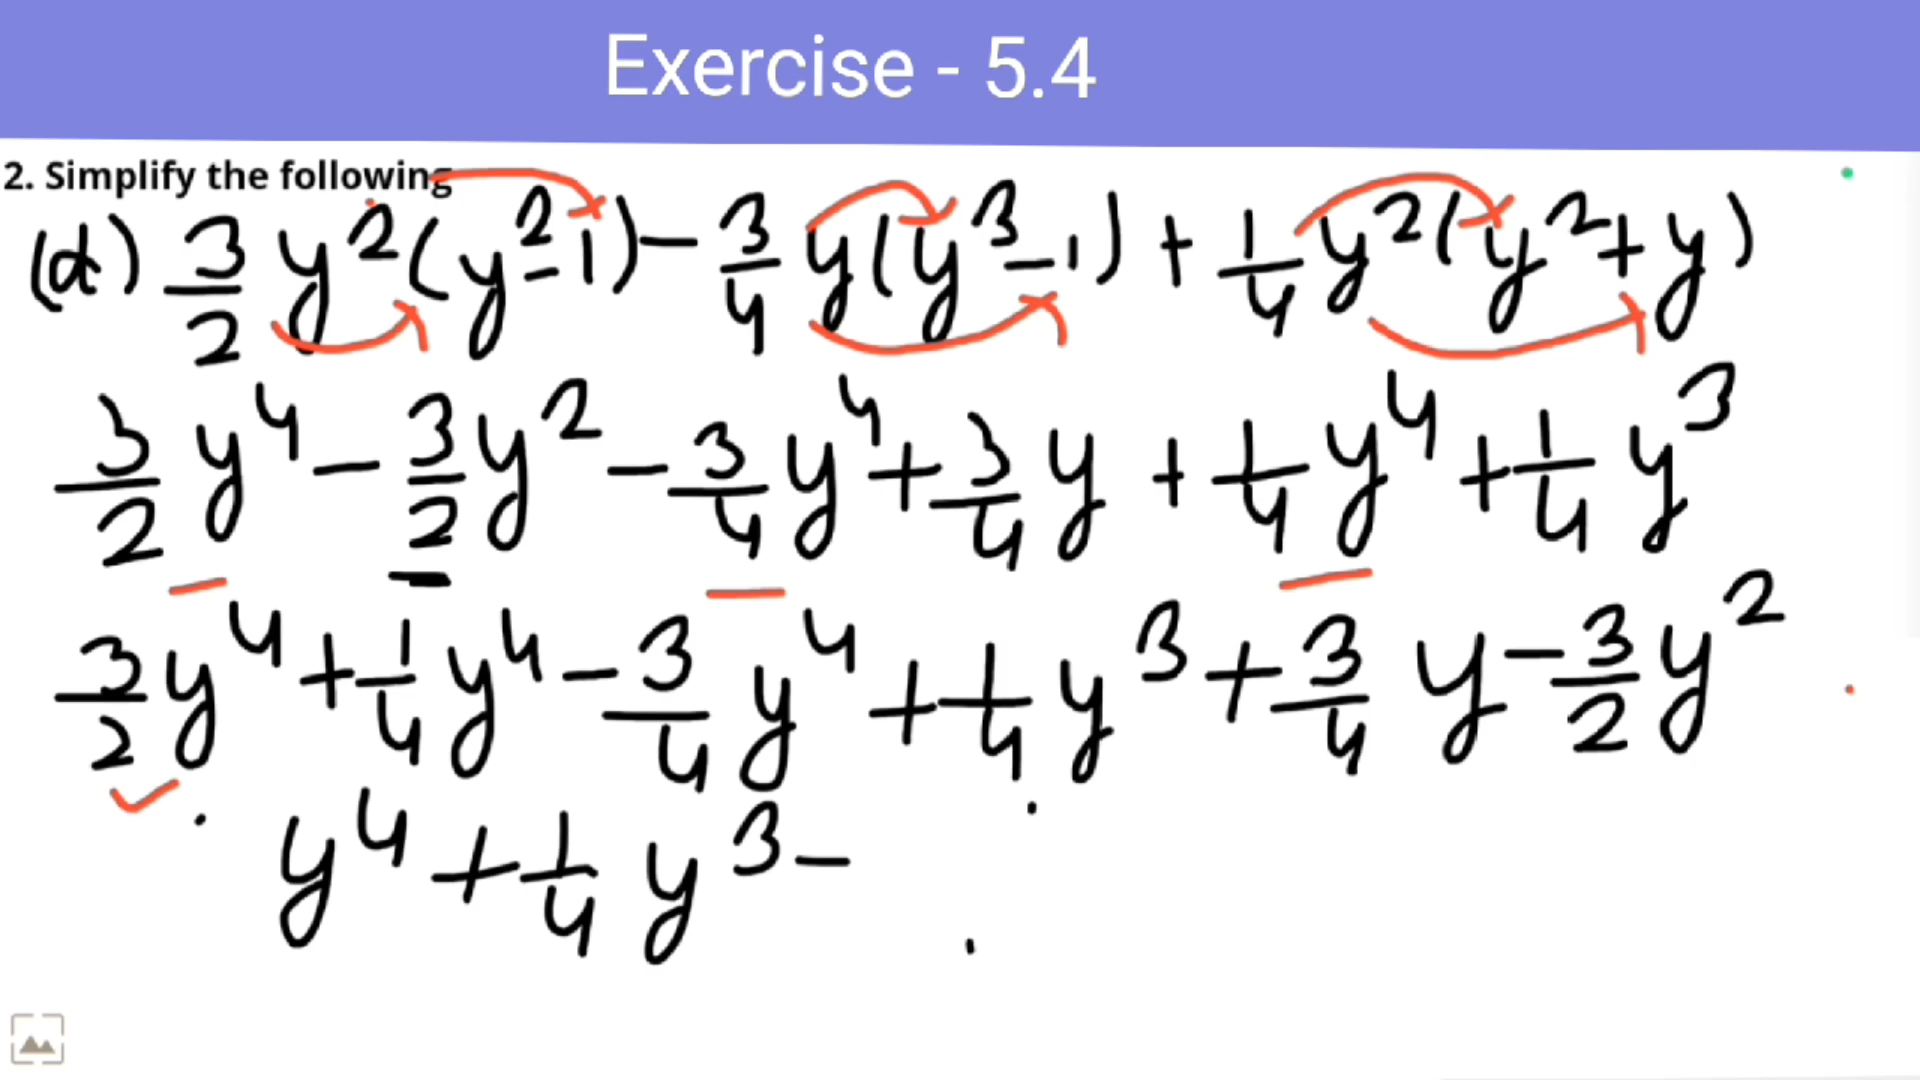 Exercise - 5.4
2. Simplify the following
(d) 3/2 y²(y²-1) - 3/4 y(y³-1) + 1/4 y²(y²+y)
3/2 y⁴ - 3/2 y² - 3/4 y⁴ + 3/4 y + 1/4 y⁴ + 1/4 y³
3/2 y⁴ + 1/4 y⁴ - 3/4 y⁴ + 1/4 y³ + 3/4 y - 3/2 y²
y⁴ + 1/4 y³ -